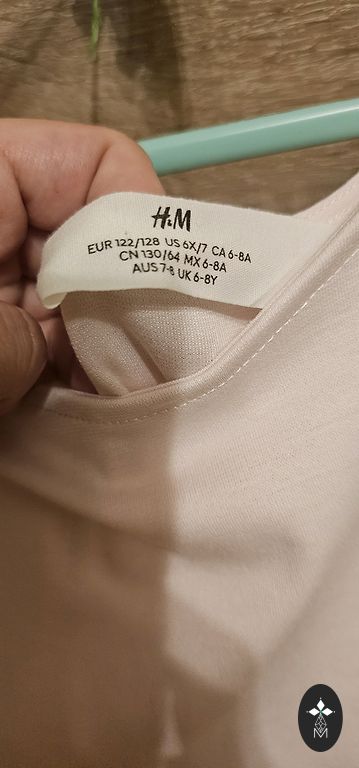 H&M
EUR 122/128 US 6X/7 CA 6-8A
CN 130/64 MX 6-8A
AUS 7-8 UK 6-8Y
M